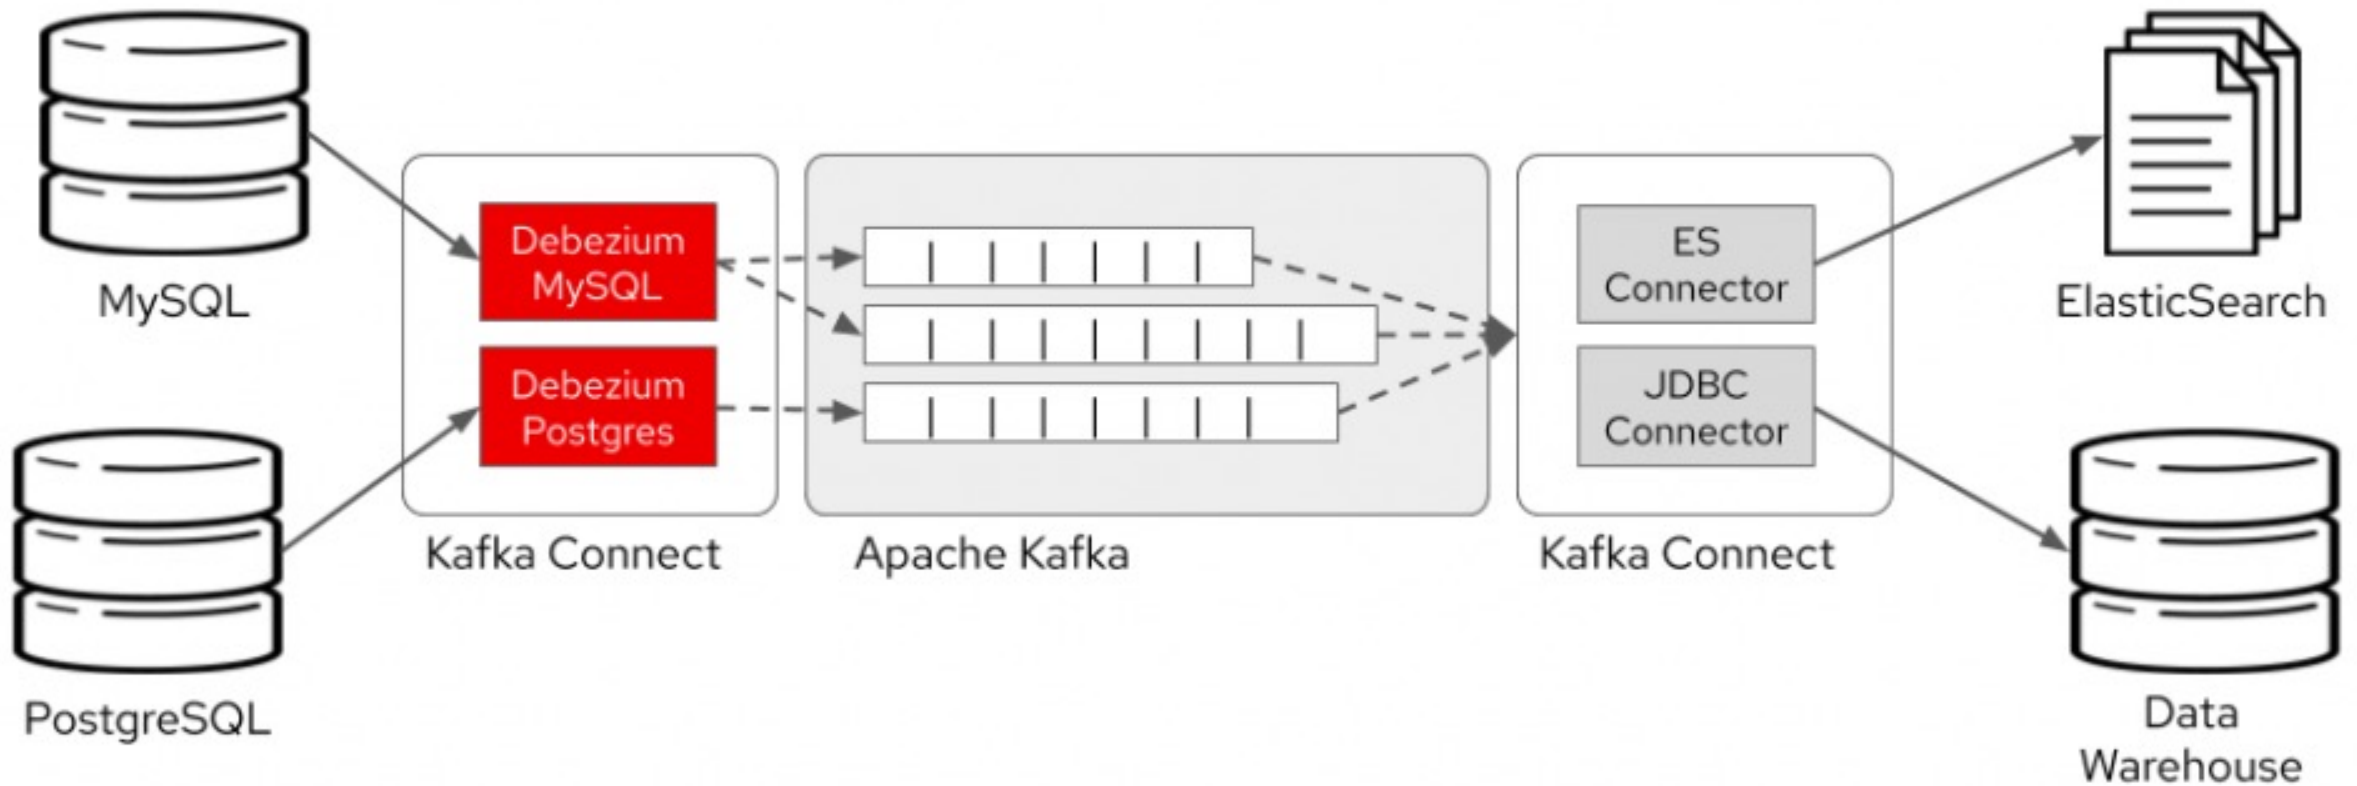 MySQL
PostgreSQL
Debezium
MySQL
Debezium
Postgres
Kafka Connect
Apache Kafka
ES
Connector
JDBC
Connector
Kafka Connect
ElasticSearch
Data
Warehouse